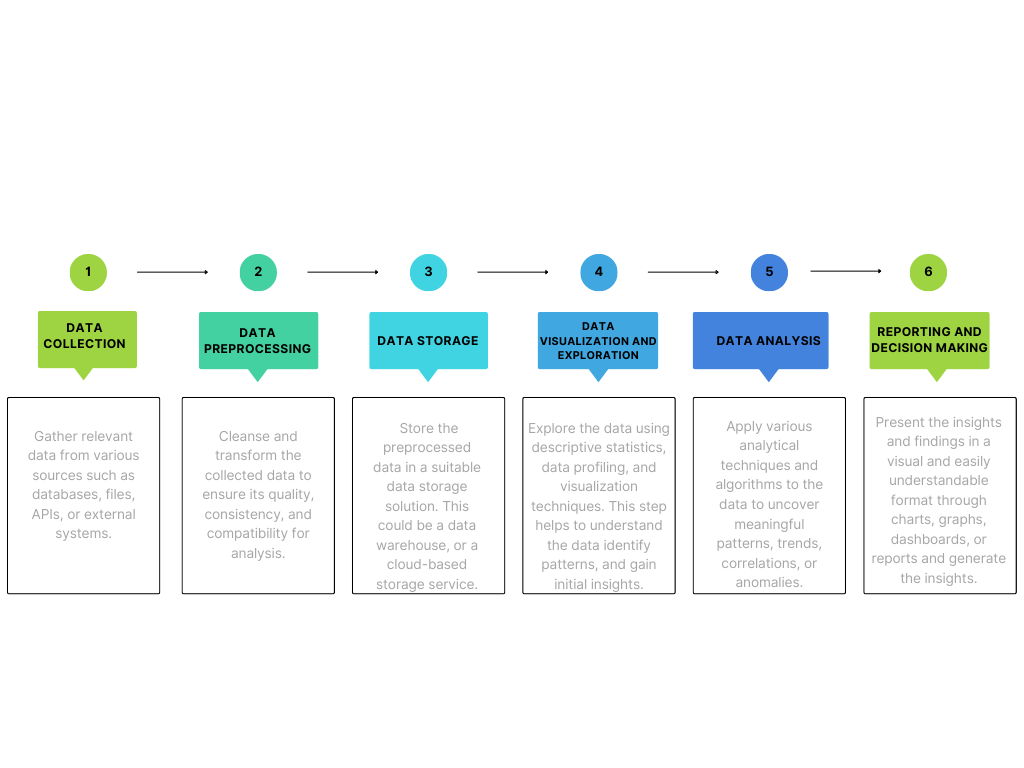 1
2
3
4
5
6
DATA
COLLECTION
DATA
PREPROCESSING
DATA STORAGE
DATA
VISUALIZATION AND
EXPLORATION
DATA ANALYSIS
REPORTING AND
DECISION MAKING
Gather relevant
data from various
sources such as
databases, files,
APIs, or external
systems.
Cleanse and
transform the
collected data to
ensure its quality,
consistency, and
compatibility for
analysis.
Store the
preprocessed
data in a suitable
data storage
solution. This
could be a data
warehouse, or a
cloud-based
storage service.
Explore the data using
descriptive statistics,
data profiling, and
visualization
techniques. This step
helps to understand
the data identify
patterns, and gain
initial insights.
Apply various
analytical
techniques and
algorithms to the
data to uncover
meaningful
patterns, trends,
correlations, or
anomalies.
Present the insights
and findings in a
visual and easily
understandable
format through
charts, graphs,
dashboards, or
reports and generate
the insights.